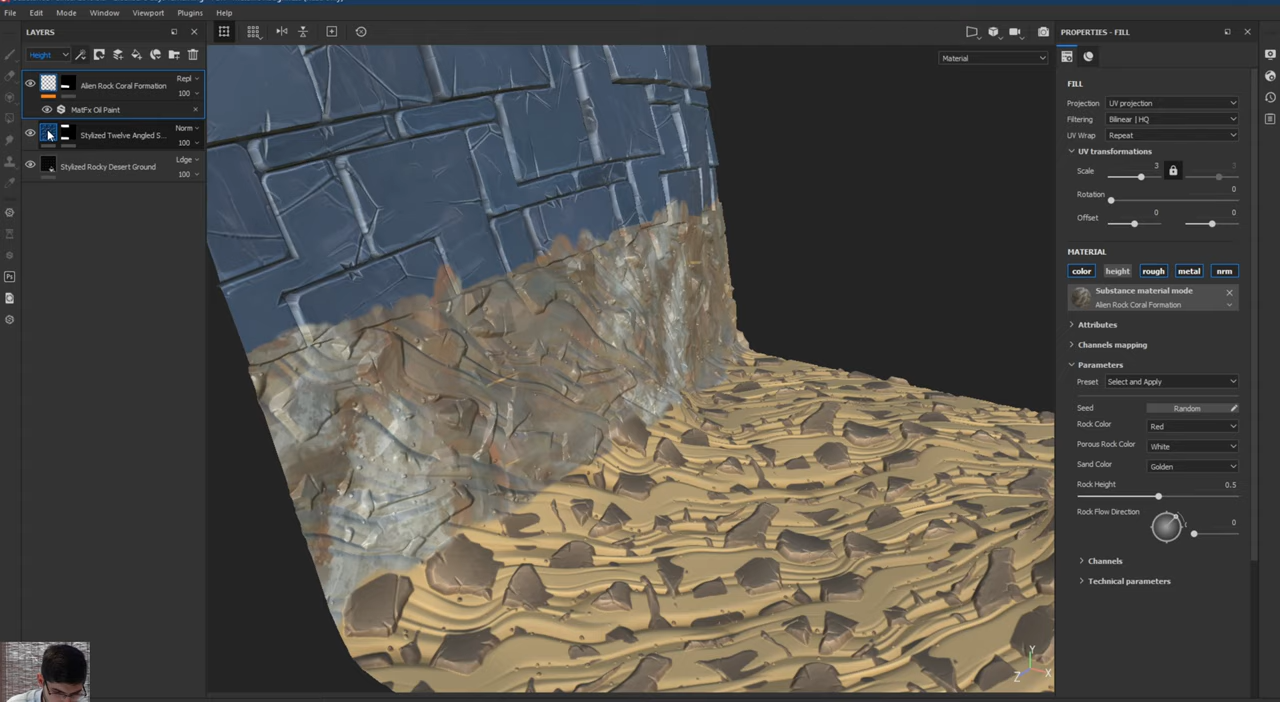 File Edit Mode Window Viewport Plugins Help
LAYERS
Height
Alien Rock Coral Formation Repl
100
MatFx Oil Paint
Stylized Twelve Angled S... Norm
100
Stylized Rocky Desert Ground Ldge
100
Material
PROPERTIES - FILL
FILL
Projection UV projection
Filtering Bilinear | HQ
UV Wrap Repeat
UV transformations
Scale 3 3
Rotation 0
Offset 0 0
MATERIAL
color height rough metal nrm
Substance material mode
Alien Rock Coral Formation
Attributes
Channels mapping
Parameters
Preset Select and Apply
Seed Random
Rock Color Red
Porous Rock Color White
Sand Color Golden
Rock Height 0.5
Rock Flow Direction 0
Channels
Technical parameters
Ps
Y
Z X